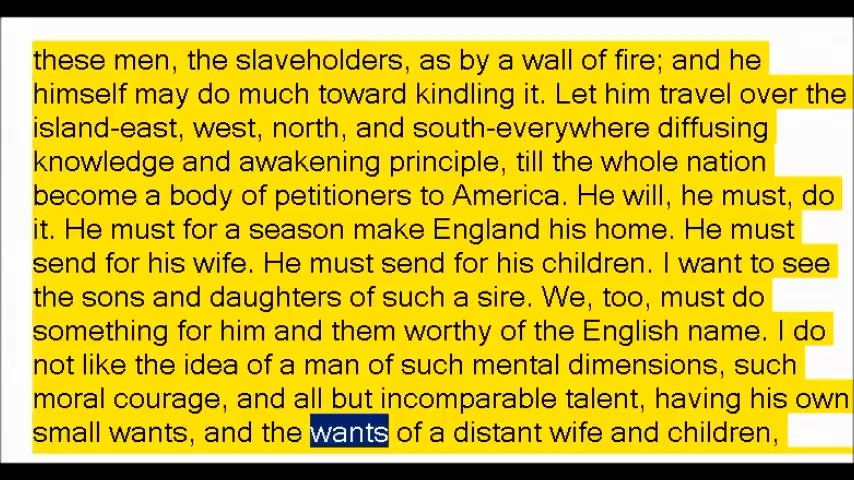 these men, the slaveholders, as by a wall of fire; and he
himself may do much toward kindling it. Let him travel over the
island-east, west, north, and south-everywhere diffusing
knowledge and awakening principle, till the whole nation
become a body of petitioners to America. He will, he must, do
it. He must for a season make England his home. He must
send for his wife. He must send for his children. I want to see
the sons and daughters of such a sire. We, too, must do
something for him and them worthy of the English name. I do
not like the idea of a man of such mental dimensions, such
moral courage, and all but incomparable talent, having his own
small wants, and the wants of a distant wife and children,